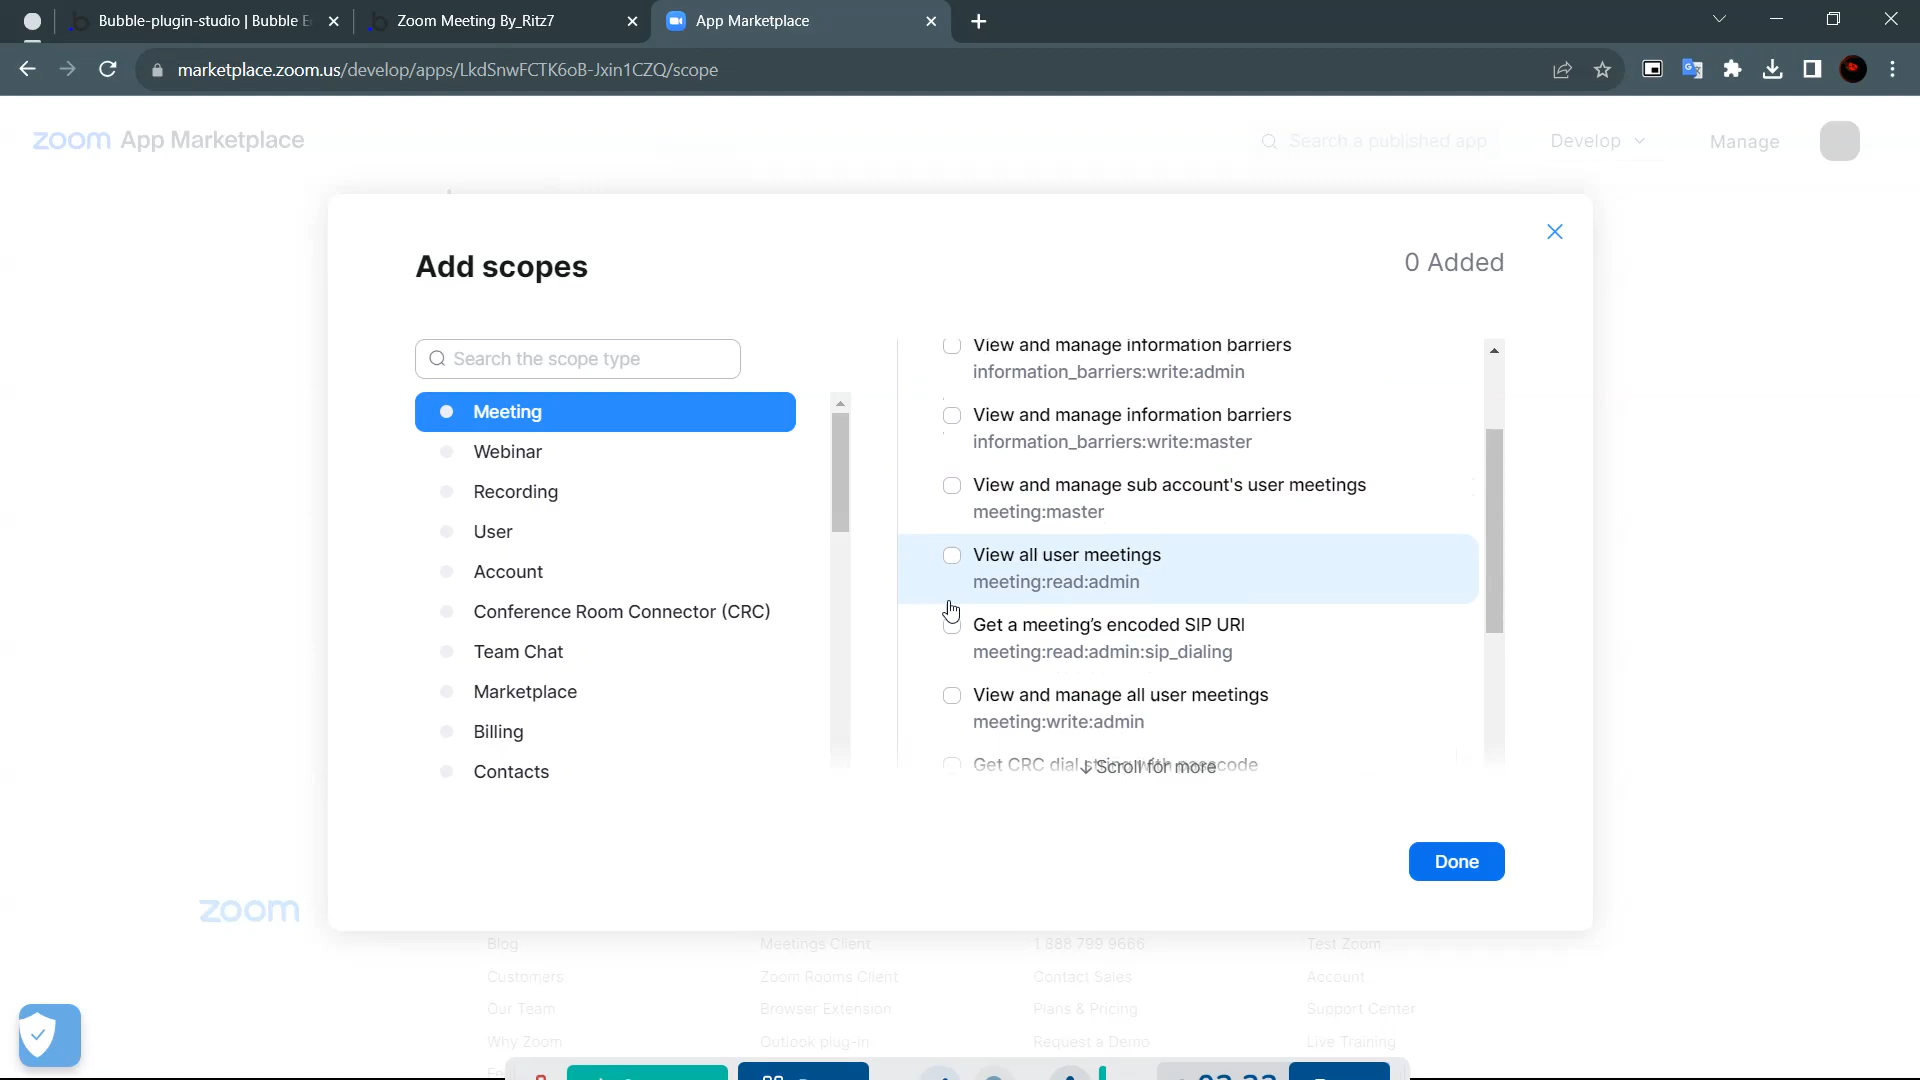 Bubble-plugin-studio | Bubble E
Zoom Meeting By_Ritz7
App Marketplace
marketplace.zoom.us/develop/apps/LkdSnwFCTK6oB-Jxin1CZQ/scope
zoom App Marketplace
Search a published app
Develop
Manage
Add scopes
0 Added
Search the scope type
Meeting
Webinar
Recording
User
Account
Conference Room Connector (CRC)
Team Chat
Marketplace
Billing
Contacts
View and manage information barriers
information_barriers:write:admin
View and manage information barriers
information_barriers:write:master
View and manage sub account's user meetings
meeting:master
View all user meetings
meeting:read:admin
Get a meeting's encoded SIP URI
meeting:read:admin:sip_dialing
View and manage all user meetings
meeting:write:admin
Get CRC dial string with passcode
↓ Scroll for more
Done
zoom
Blog
Meetings Client
1.888.799.9666
Test Zoom
Customers
Zoom Rooms Client
Contact Sales
Account
Our Team
Browser Extension
Plans & Pricing
Support Center
Why Zoom
Outlook plug-in
Request a Demo
Live Training